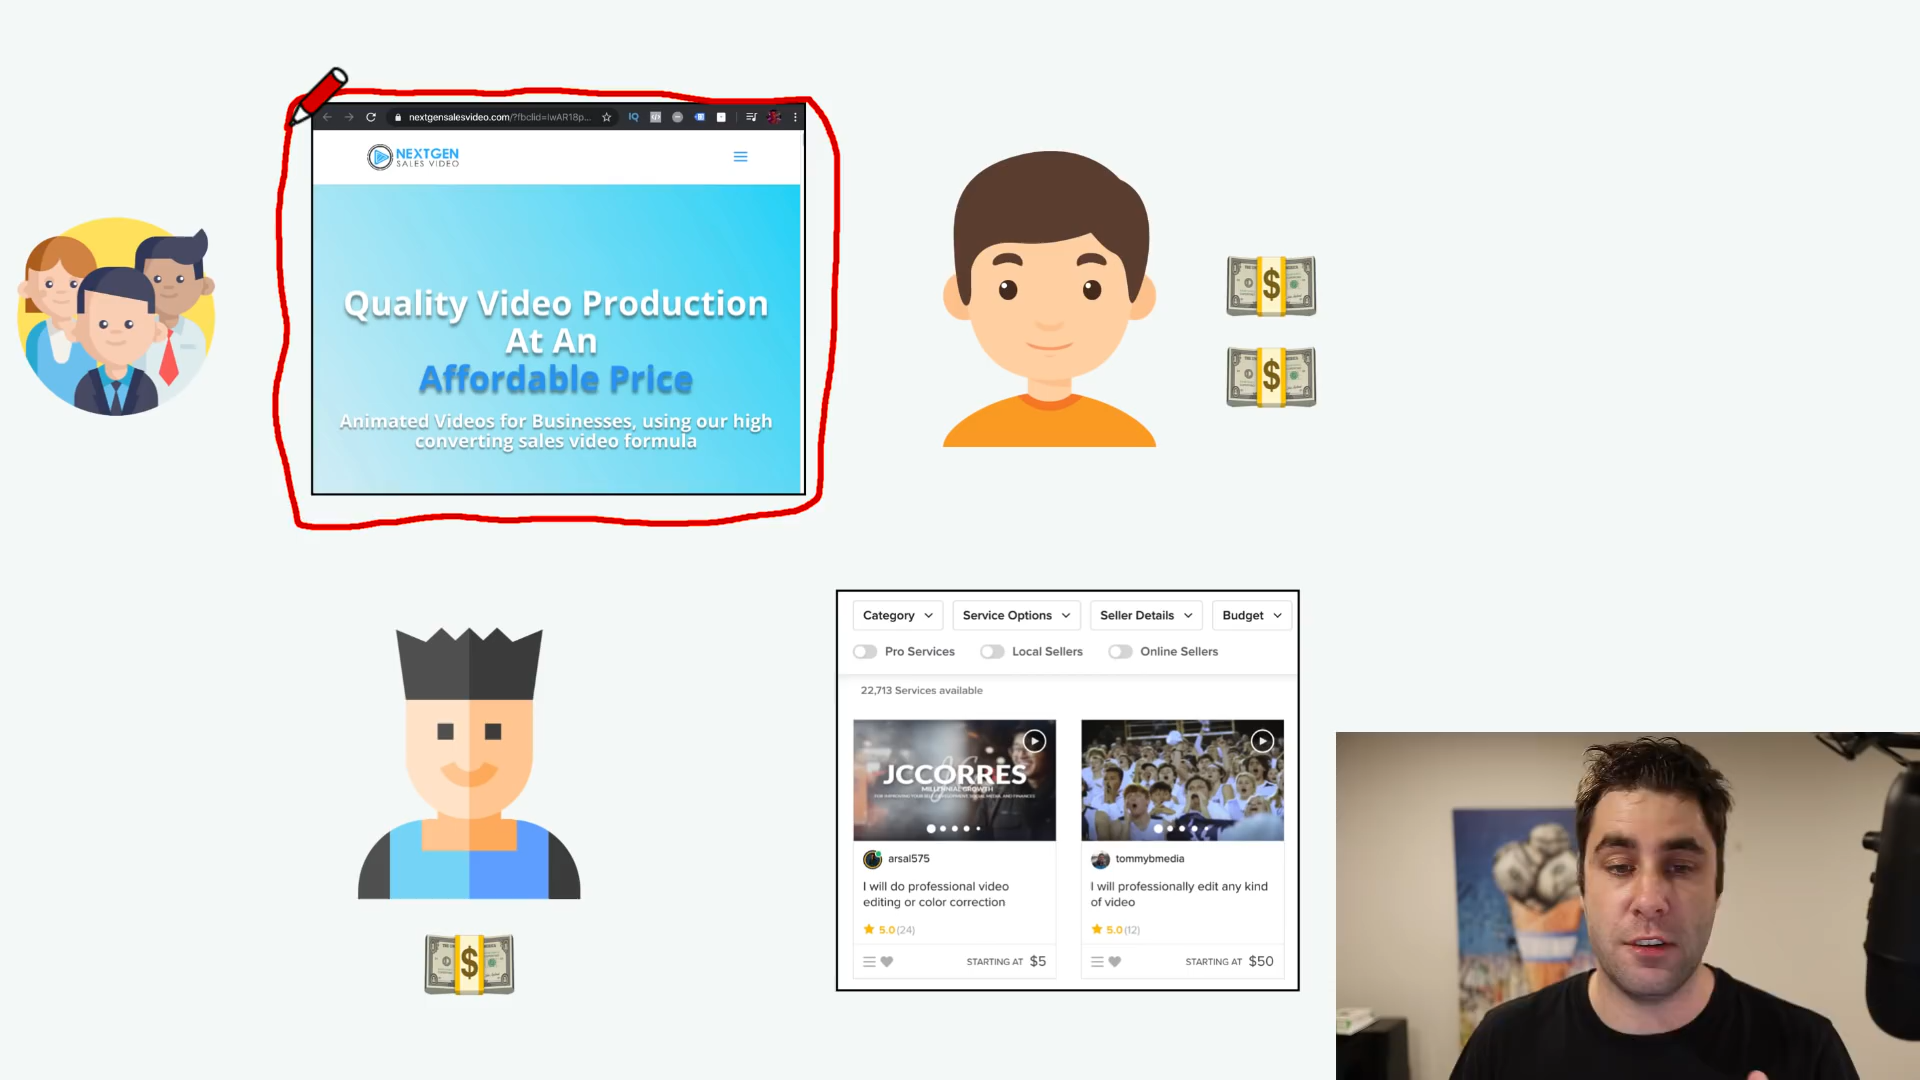 nextgensalesvideo.com/?fbclid=IwAR18p...
IQ
NEXTGEN
SALES VIDEO
Quality Video Production
At An
Affordable Price
Animated Videos for Businesses, using our high
converting sales video formula
Category
Service Options
Seller Details
Budget
Pro Services
Local Sellers
Online Sellers
22,713 Services available
JCCORRES
MILLENNIAL GROWTH
arsal575
tommybmedia
I will do professional video
editing or color correction
I will professionally edit any kind
of video
5.0 (24)
5.0 (12)
STARTING AT $5
STARTING AT $50